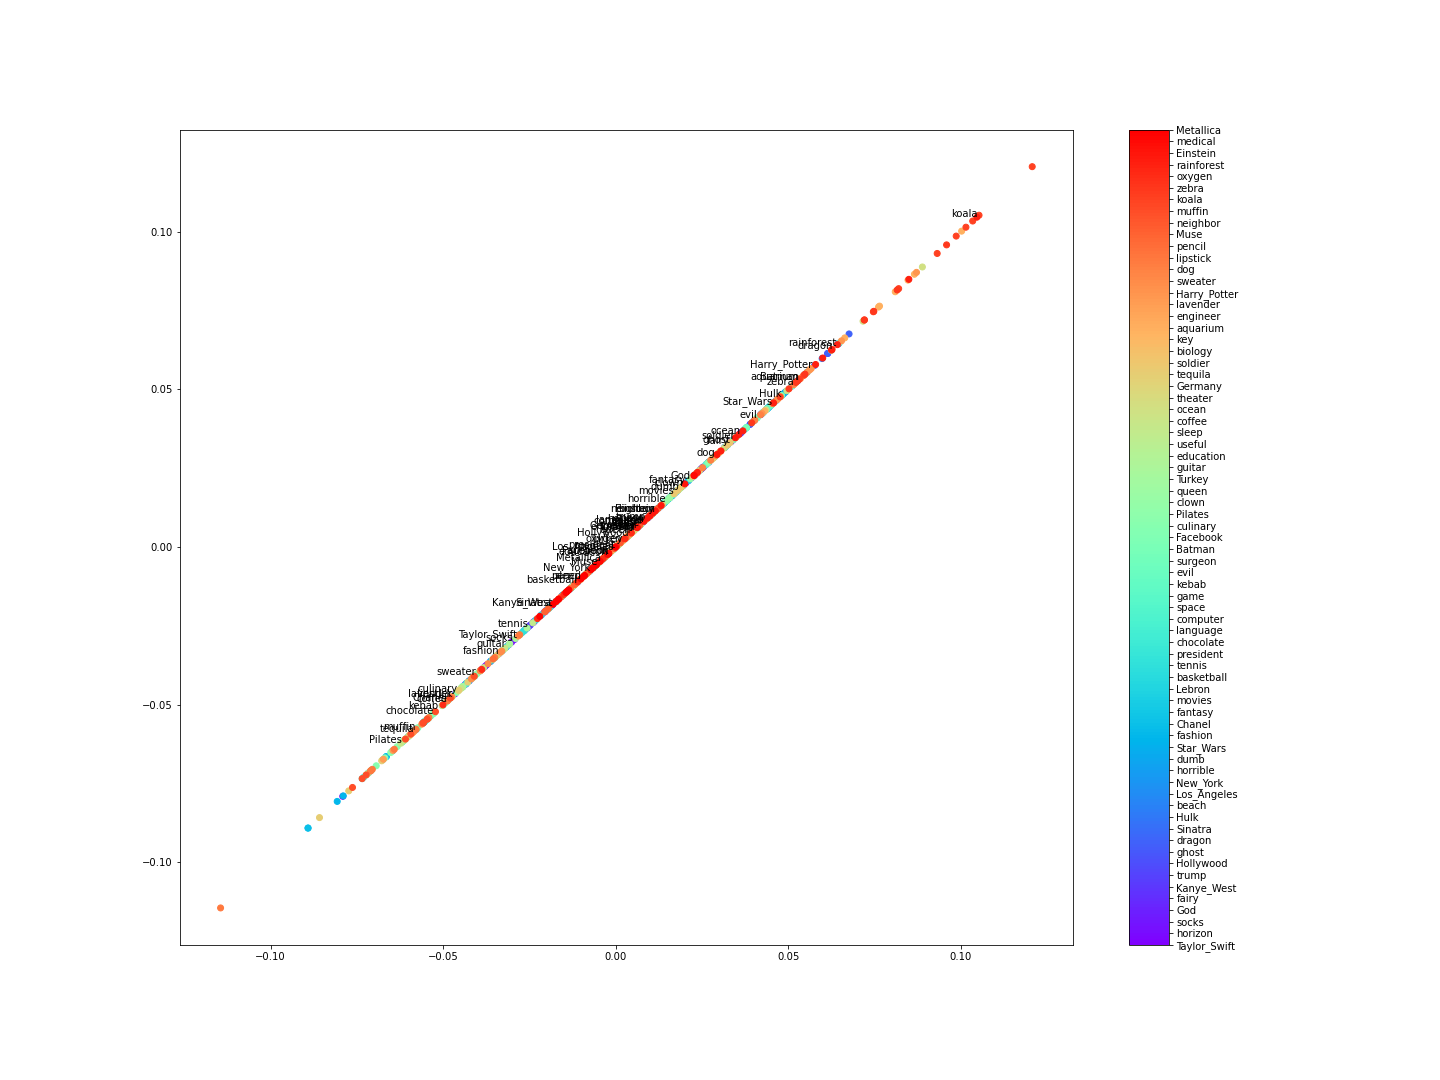 0.10
0.05
0.00
−0.05
−0.10
−0.10
−0.05
0.00
0.05
0.10
koala
rainforest
dragon
Harry_Potter
aquarium
Batman
zebra
Hulk
Star_Wars
evil
ocean
soldier
dog
God
fantasy
movies
horrible
Hollywood
Metallica
Muse
New_York
basketball
Kanye_West
Sinatra
tennis
Taylor_Swift
socks
guitar
fashion
sweater
culinary
kebab
chocolate
muffin
tequila
Pilates
Metallica
medical
Einstein
rainforest
oxygen
zebra
koala
muffin
neighbor
Muse
pencil
lipstick
dog
sweater
Harry_Potter
lavender
engineer
aquarium
key
biology
soldier
tequila
Germany
theater
ocean
coffee
sleep
useful
education
guitar
Turkey
queen
clown
Pilates
culinary
Facebook
Batman
surgeon
evil
kebab
game
space
computer
language
chocolate
president
tennis
basketball
Lebron
movies
fantasy
Chanel
fashion
Star_Wars
dumb
horrible
New_York
Los_Angeles
beach
Hulk
Sinatra
dragon
ghost
Hollywood
trump
Kanye_West
fairy
God
socks
horizon
Taylor_Swift